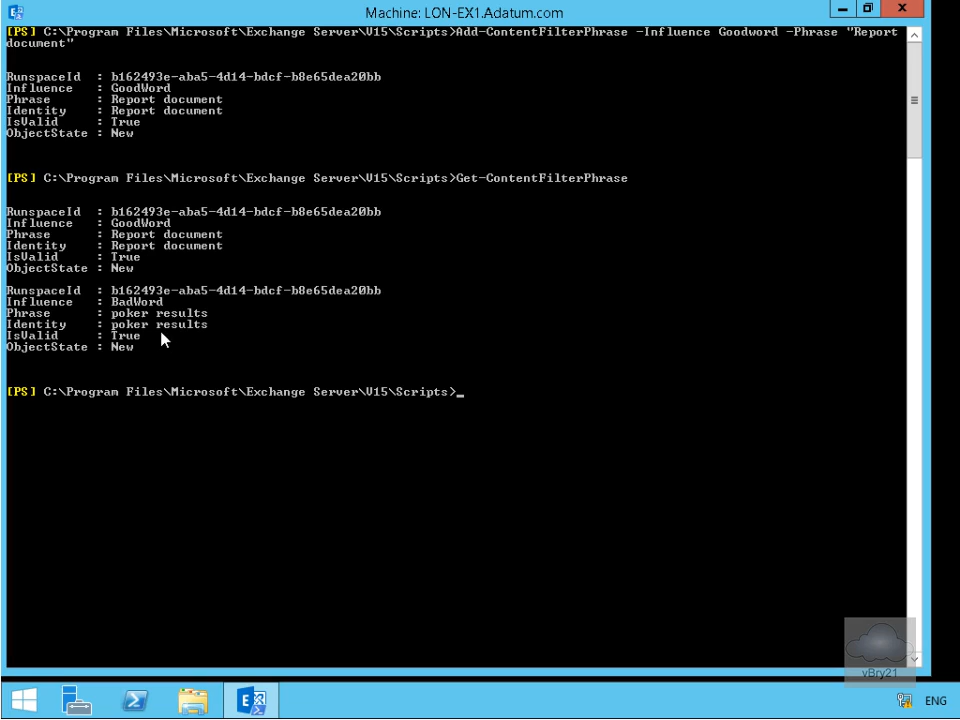 Machine: LON-EX1.Adatum.com
[PS] C:\Program Files\Microsoft\Exchange Server\V15\Scripts>Add-ContentFilterPhrase -Influence Goodword -Phrase "Report
document"
RunspaceId : b162493e-aba5-4d14-bdcf-b8e65dea20bb
Influence : GoodWord
Phrase : Report document
Identity : Report document
IsValid : True
ObjectState : New
[PS] C:\Program Files\Microsoft\Exchange Server\V15\Scripts>Get-ContentFilterPhrase
RunspaceId : b162493e-aba5-4d14-bdcf-b8e65dea20bb
Influence : GoodWord
Phrase : Report document
Identity : Report document
IsValid : True
ObjectState : New
RunspaceId : b162493e-aba5-4d14-bdcf-b8e65dea20bb
Influence : BadWord
Phrase : poker results
Identity : poker results
IsValid : True
ObjectState : New
[PS] C:\Program Files\Microsoft\Exchange Server\V15\Scripts>_
vBry21
ENG